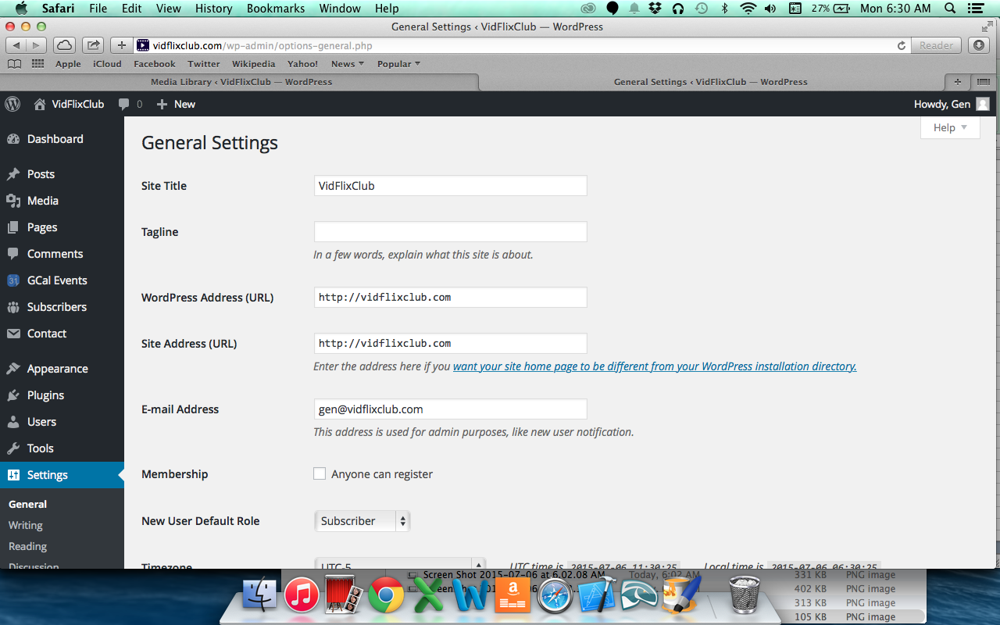 Safari File Edit View History Bookmarks Window Help 27% Mon 6:30 AM
General Settings ‹ VidFlixClub — WordPress
vidflixclub.com/wp-admin/options-general.php Reader
Apple iCloud Facebook Twitter Wikipedia Yahoo! News Popular
Media Library ‹ VidFlixClub — WordPress General Settings ‹ VidFlixClub — WordPress
VidFlixClub 0 New Howdy, Gen
Help
Dashboard
Posts
Media
Pages
Comments
31 GCal Events
Subscribers
Contact
Appearance
Plugins
Users
Tools
Settings
General
Writing
Reading
Discussion
General Settings
Site Title VidFlixClub
Tagline
In a few words, explain what this site is about.
WordPress Address (URL) http://vidflixclub.com
Site Address (URL) http://vidflixclub.com
Enter the address here if you want your site home page to be different from your WordPress installation directory.
E-mail Address gen@vidflixclub.com
This address is used for admin purposes, like new user notification.
Membership Anyone can register
New User Default Role Subscriber
Timezone UTC-5 UTC time is 2015-07-06 11:30:25 Local time is 2015-07-06 06:30:25
Screen Shot 2015-07-06 at 6.02.08 AM Today, 6:02 AM 331 KB PNG image
402 KB PNG image
313 KB PNG image
105 KB PNG image